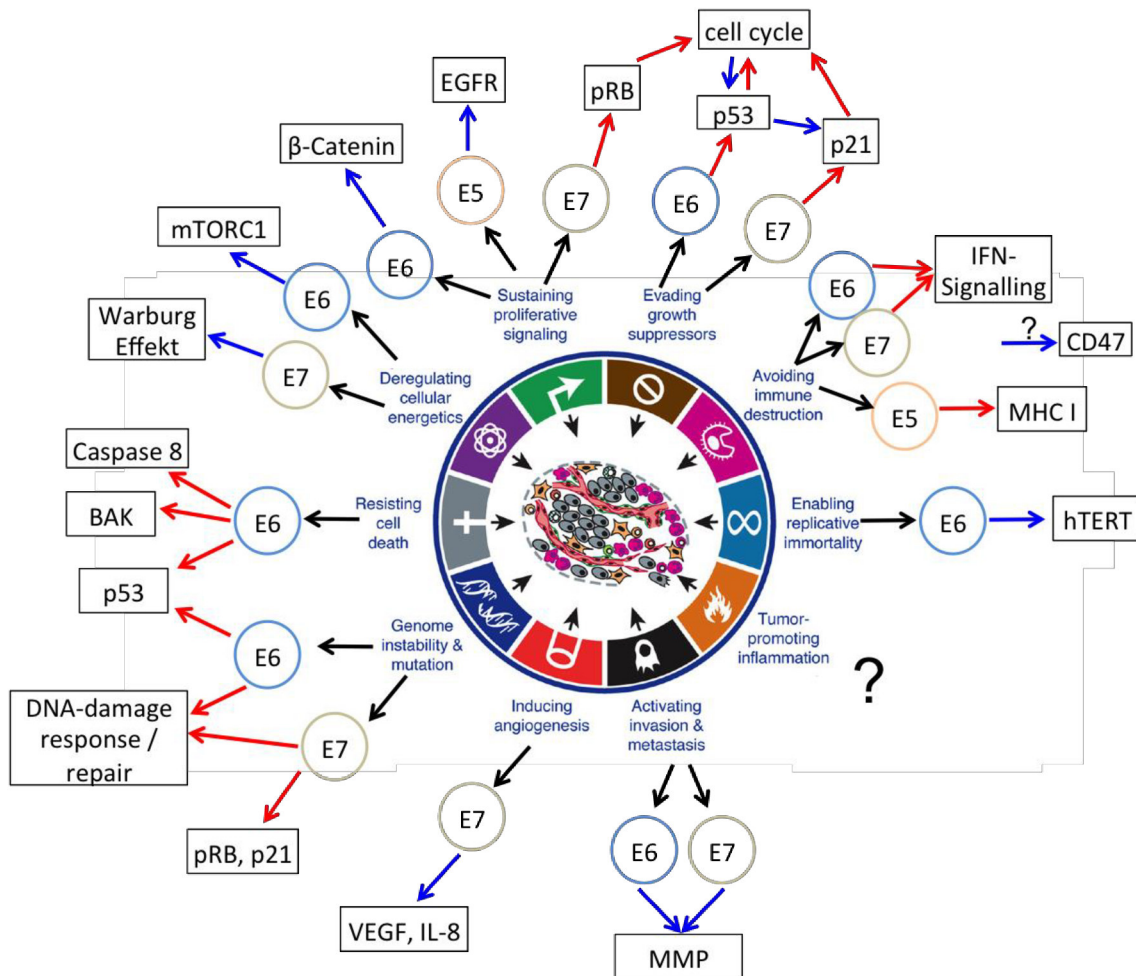 cell cycle
EGFR
pRB
p53
p21
β-Catenin
E5
E7
E6
E7
mTORC1
E6
E6
IFN-
Signalling
E6
Warburg
Effekt
Sustaining
proliferative
signaling
Evading
growth
suppressors
?
CD47
E7
E7
Deregulating
cellular
energetics
Avoiding
immune
destruction
E5
MHC I
Caspase 8
BAK
E6
Resisting
cell
death
Enabling
replicative
immortality
E6
hTERT
p53
E6
Genome
instability &
mutation
Tumor-
promoting
inflammation
?
DNA-damage
response /
repair
E7
Inducing
angiogenesis
Activating
invasion &
metastasis
pRB, p21
E7
E6
E7
VEGF, IL-8
MMP